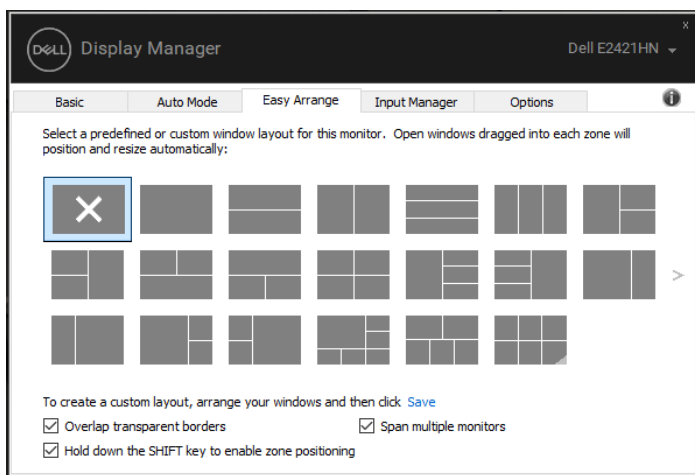 DELL Display Manager
x
Dell E2421HN
Basic Auto Mode Easy Arrange Input Manager Options
Select a predefined or custom window layout for this monitor. Open windows dragged into each zone will
position and resize automatically:
To create a custom layout, arrange your windows and then click Save
Overlap transparent borders Span multiple monitors
Hold down the SHIFT key to enable zone positioning